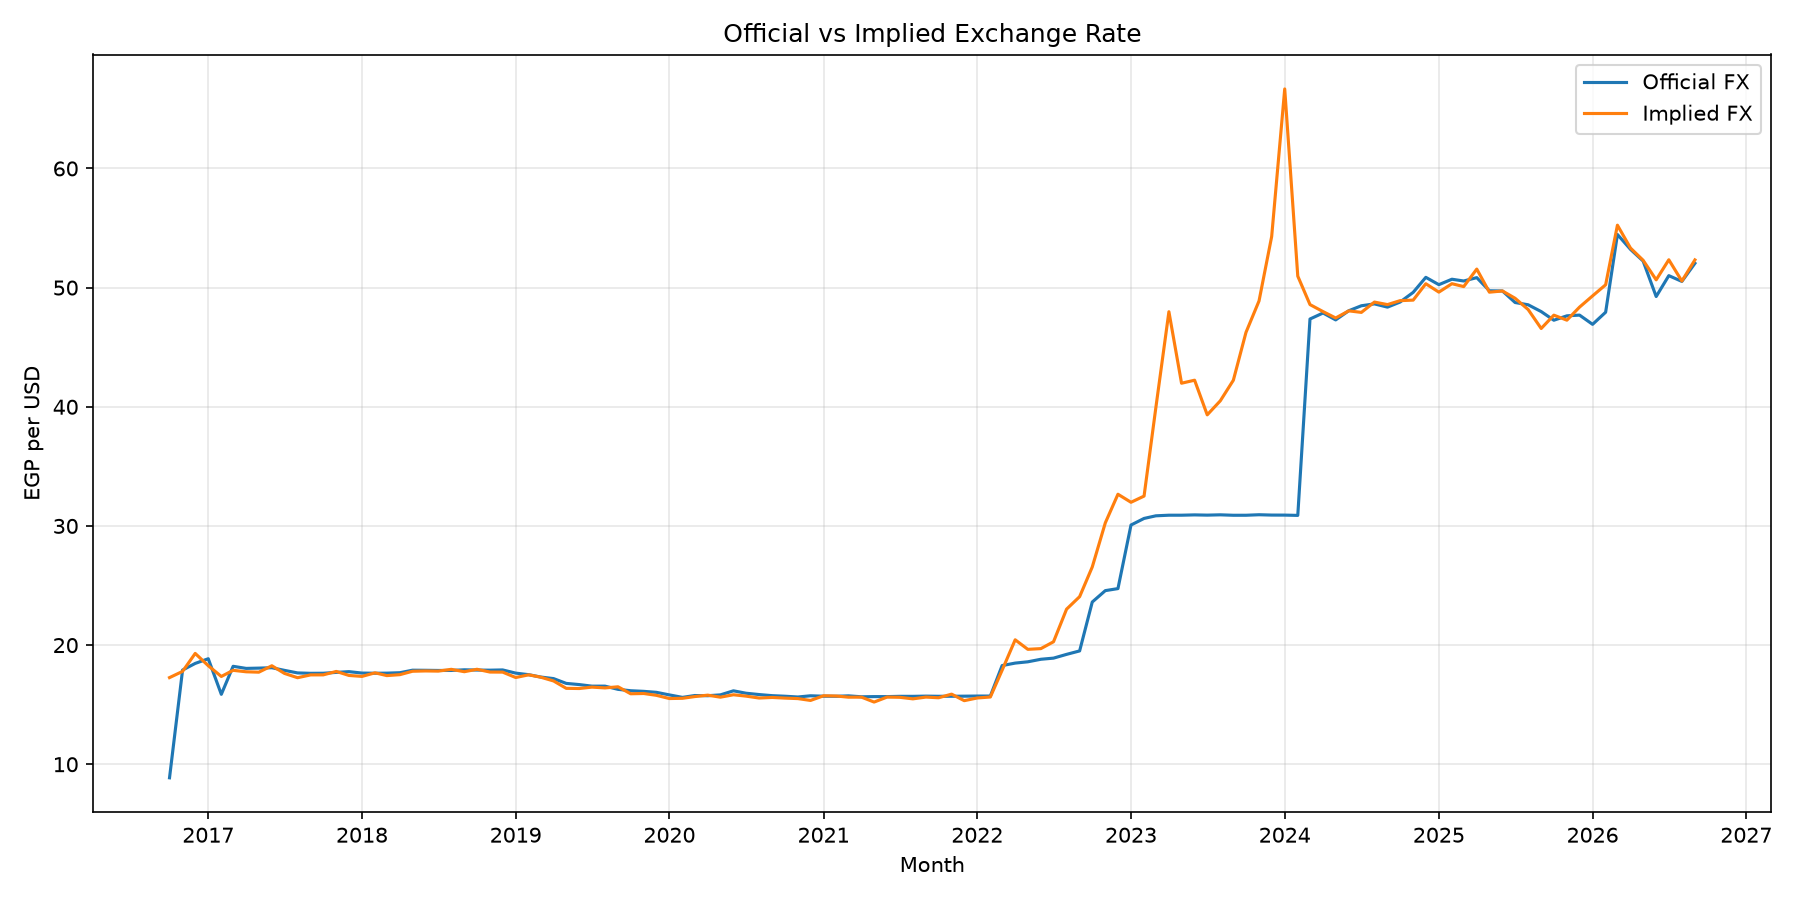 Official vs Implied Exchange Rate
Official FX
Implied FX
60
50
40
30
20
10
EGP per USD
2017 2018 2019 2020 2021 2022 2023 2024 2025 2026 2027
Month